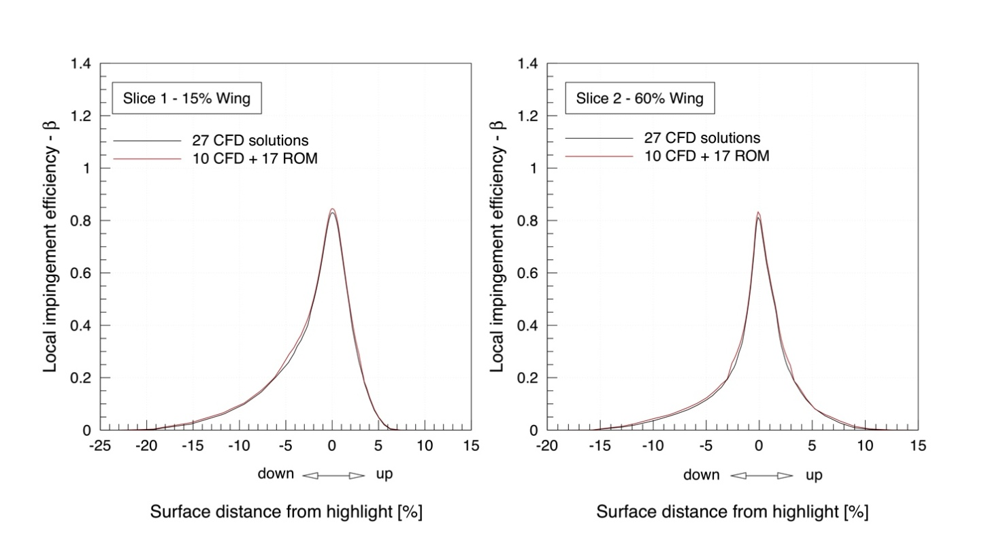 Slice 1 - 15% Wing
27 CFD solutions
10 CFD + 17 ROM
Local impingement efficiency - β
1.4
1.2
1
0.8
0.6
0.4
0.2
0
-25 -20 -15 -10 -5 0 5 10 15
down up
Surface distance from highlight [%]
Slice 2 - 60% Wing
27 CFD solutions
10 CFD + 17 ROM
Local impingement efficiency - β
1.4
1.2
1
0.8
0.6
0.4
0.2
0
-20 -15 -10 -5 0 5 10 15
down up
Surface distance from highlight [%]